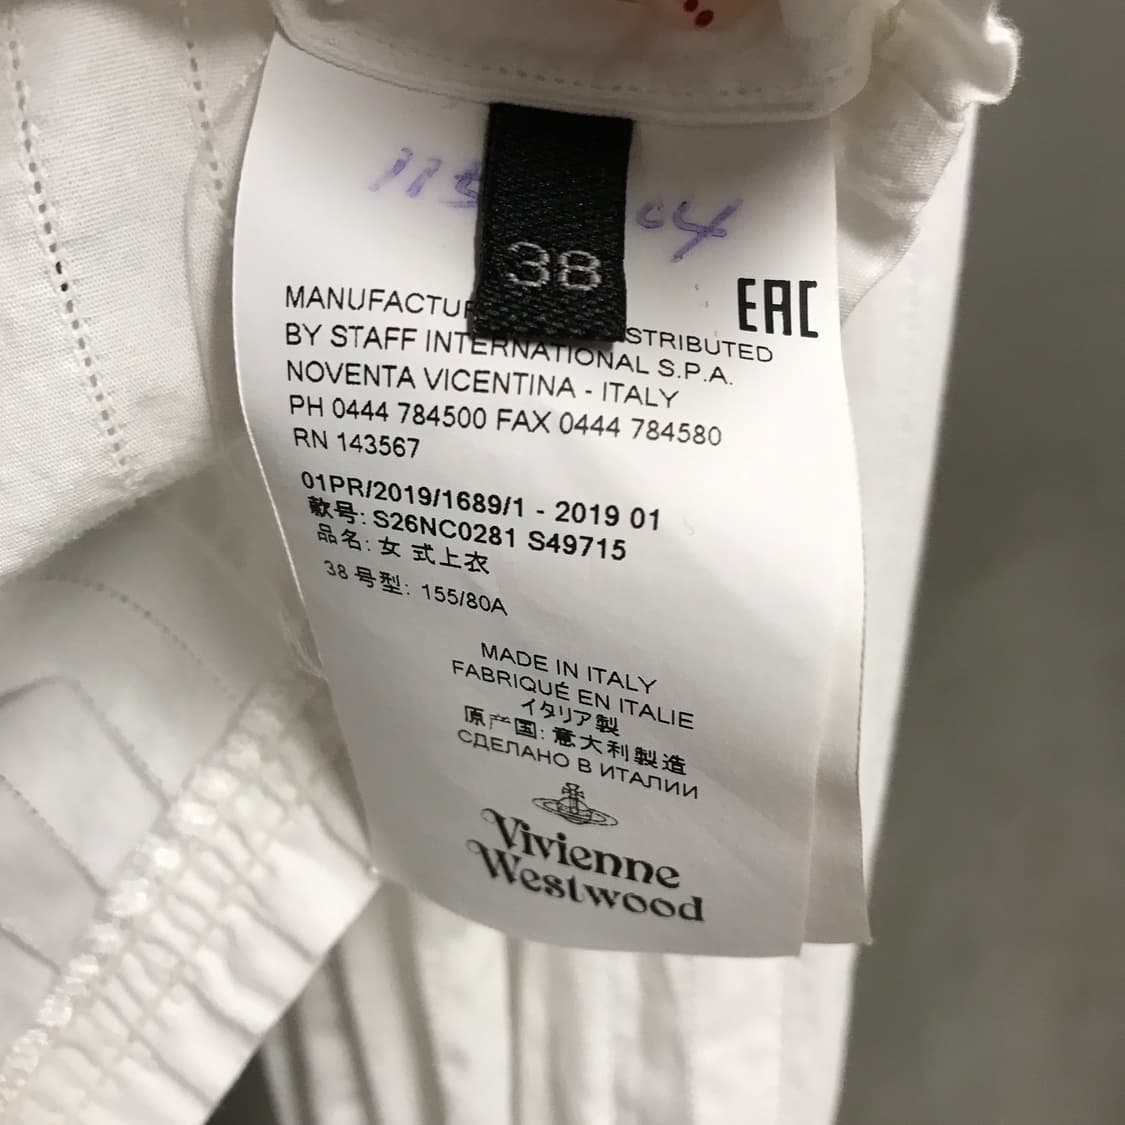 38
EAC
MANUFACTU STRIBUTED
BY STAFF INTERNATIONAL S.P.A.
NOVENTA VICENTINA - ITALY
PH 0444 784500 FAX 0444 784580
RN 143567
01PR/2019/1689/1 - 2019 01
款号: S26NC0281 S49715
品名: 女 式上衣
38 号型: 155/80A
MADE IN ITALY
FABRIQUÉ EN ITALIE
イタリア製
原产国: 意大利製造
СДЕЛАНО В ИТАЛИИ
Vivienne
Westwood